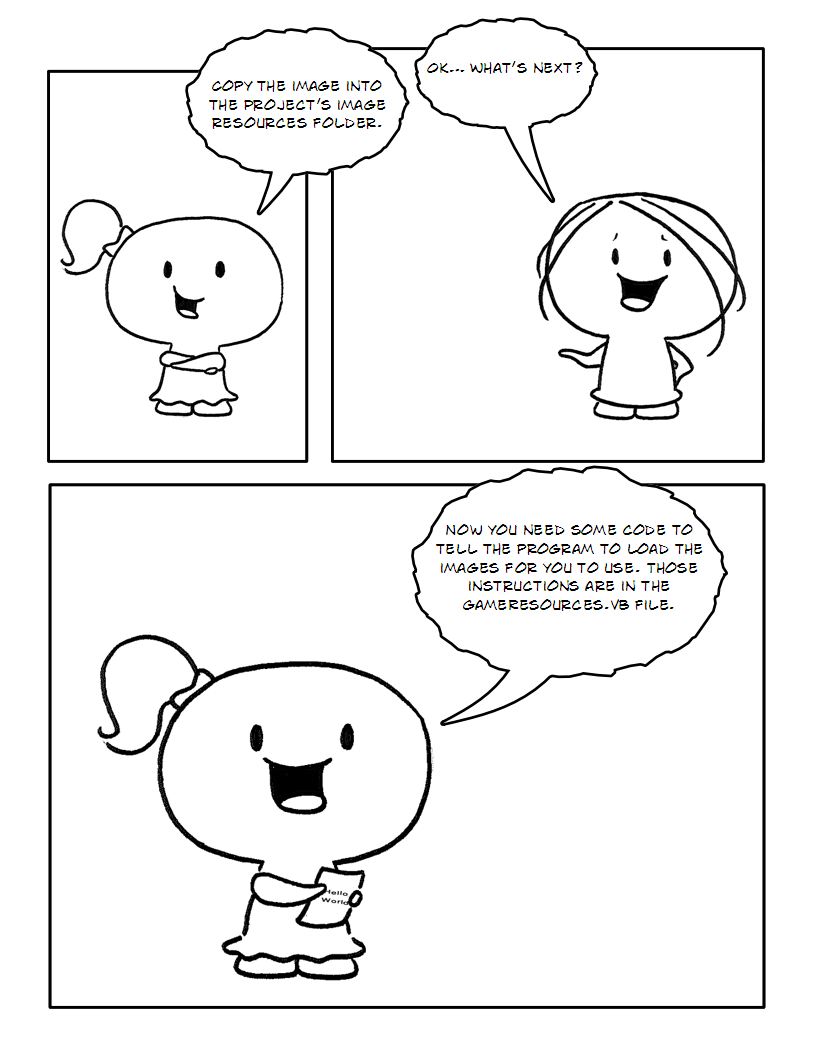 COPY THE IMAGE INTO
THE PROJECT'S IMAGE
RESOURCES FOLDER.
OK... WHAT'S NEXT?
NOW YOU NEED SOME CODE TO
TELL THE PROGRAM TO LOAD THE
IMAGES FOR YOU TO USE. THOSE
INSTRUCTIONS ARE IN THE
GAMERESOURCES.VB FILE.
Hello
World